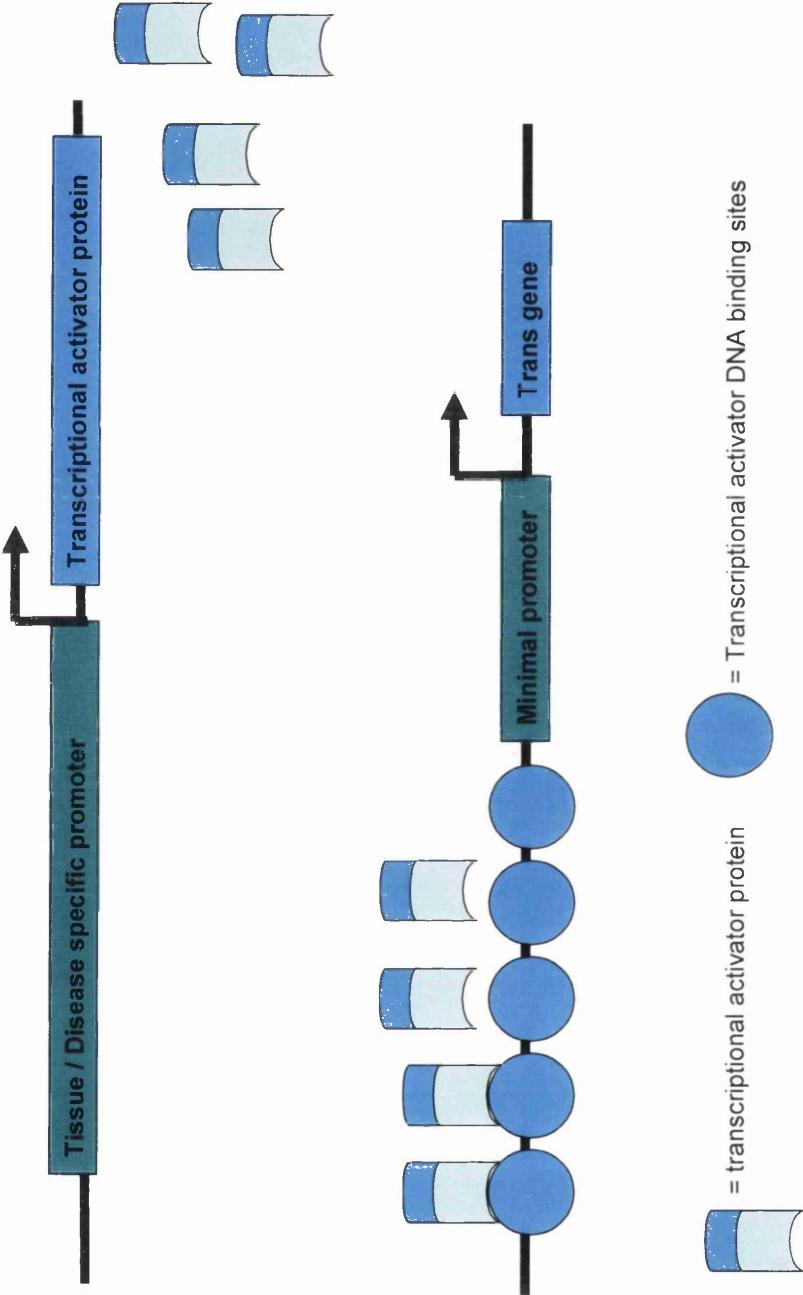 Tissue / Disease specific promoter
Transcriptional activator protein
Minimal promoter
Trans gene
= transcriptional activator protein
= Transcriptional activator DNA binding sites